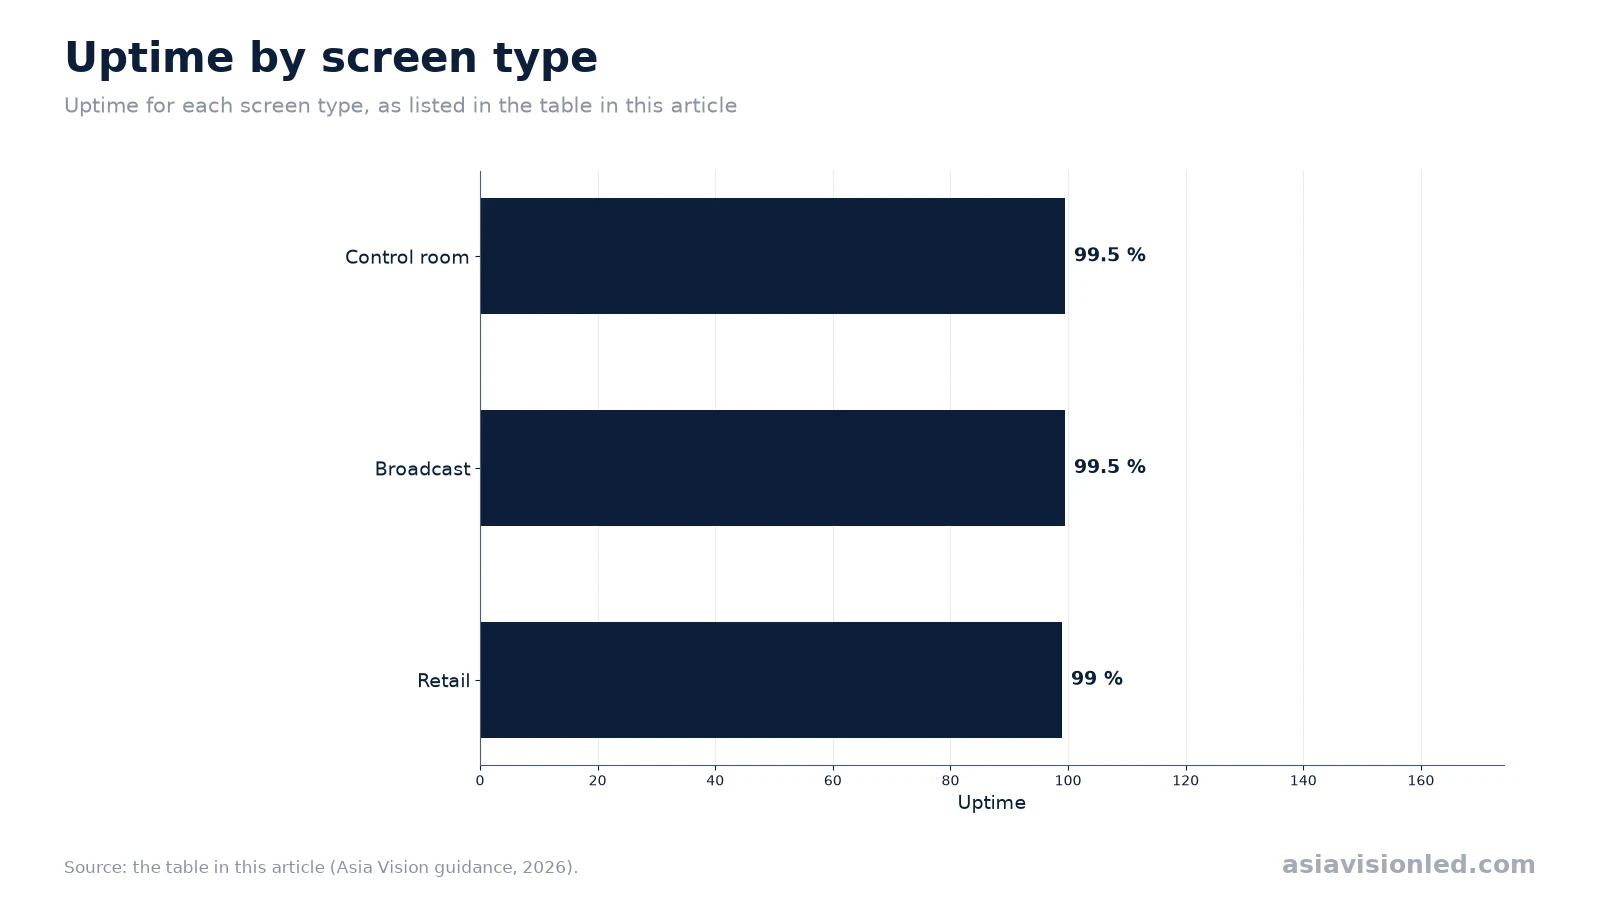 Uptime by screen type
Uptime for each screen type, as listed in the table in this article
Control room
99.5 %
Broadcast
99.5 %
Retail
99 %
0 20 40 60 80 100 120 140 160
Uptime
Source: the table in this article (Asia Vision guidance, 2026).
asiavisionled.com